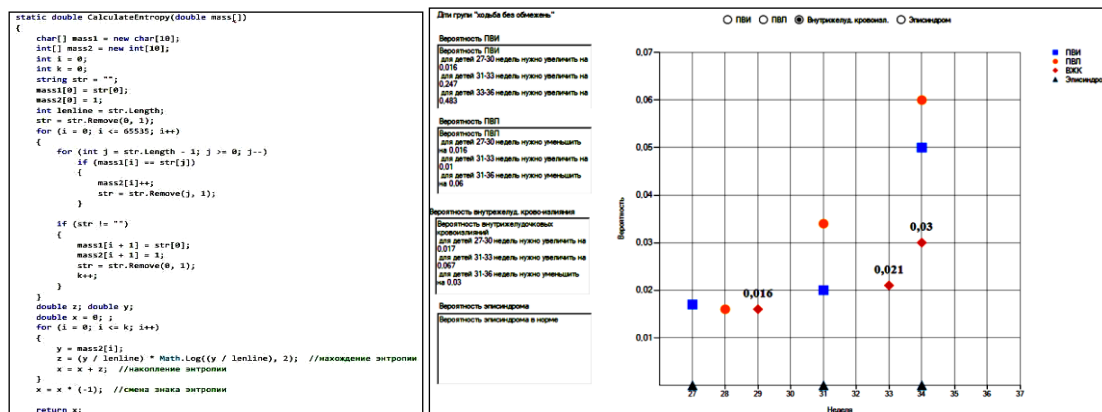 static double CalculateEntropy(double mass[])
{
char[] mass1 = new char[10];
int[] mass2 = new int[10];
int i = 0;
int k = 0;
string str = "";
mass1[0] = str[0];
mass2[0] = 1;
int lenline = str.Length;
str = str.Remove(0, 1);
for (i = 0; i <= 65535; i++)
{
for (int j = str.Length - 1; j >= 0; j--)
if (mass1[i] == str[j])
{
mass2[i]++;
str = str.Remove(j, 1);
}
if (str != "")
{
mass1[i + 1] = str[0];
mass2[i + 1] = 1;
str = str.Remove(0, 1);
k++;
}
}
double z; double y;
double x = 0; ;
for (i = 0; i <= k; i++)
{
y = mass2[i];
z = (y / lenline) * Math.Log((y / lenline), 2); //нахождение энтропии
x = x + z; //накопление энтропии
}
x = x * (-1); //смена знака энтропии
return x;
Діти групи "ходьба без обмежень"
Вероятность ПВИ
Вероятность ПВИ
для детей 27-30 недель нужно увеличить на
0,016
для детей 31-33 недель нужно увеличить на
0,247
для детей 33-36 недель нужно увеличить на
0,483
Вероятность ПВЛ
Вероятность ПВЛ
для детей 27-30 недель нужно уменьшить
на 0,016
для детей 31-33 недель нужно увеличить на
0,01
для детей 31-36 недель нужно уменьшить
на 0,06
Вероятность внутрежелуд. крово-излияния
Вероятность внутрижелудочковых
кровоизлияний
для детей 27-30 недель нужно увеличить на
0,017
для детей 31-33 недель нужно увеличить на
0,067
для детей 31-36 недель нужно уменьшить
на 0,03
Вероятность эписиндрома
Вероятность эписиндрома в норме
ПВИ ПВЛ Внутрижелуд. кровоизл. Эписиндром
0,07
0,06
0,05
0,04
0,03
0,02
0,01
Вероятность
0,016
0,021
0,03
27 28 29 30 31 32 33 34 35 36 37
Неделя
ПВИ
ПВЛ
ВЖК
Эписиндро